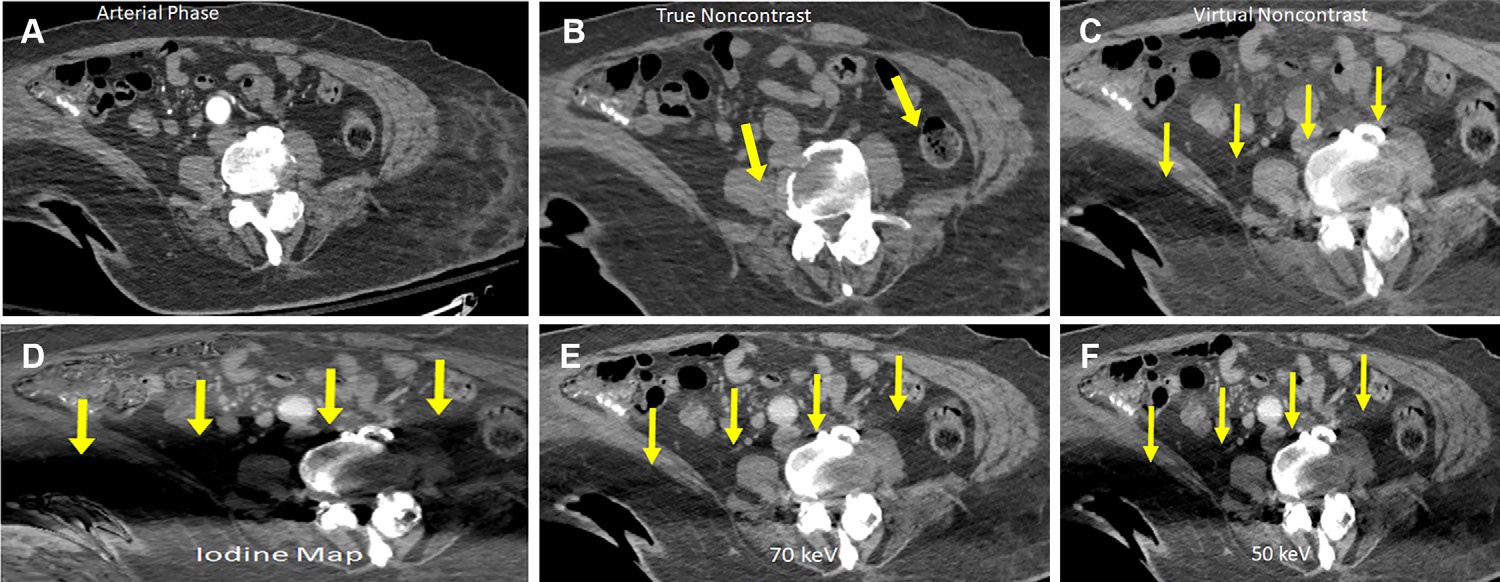 A
Arterial Phase
B
True Noncontrast
C
Virtual Noncontrast
D
Iodine Map
E
70 keV
F
50 keV